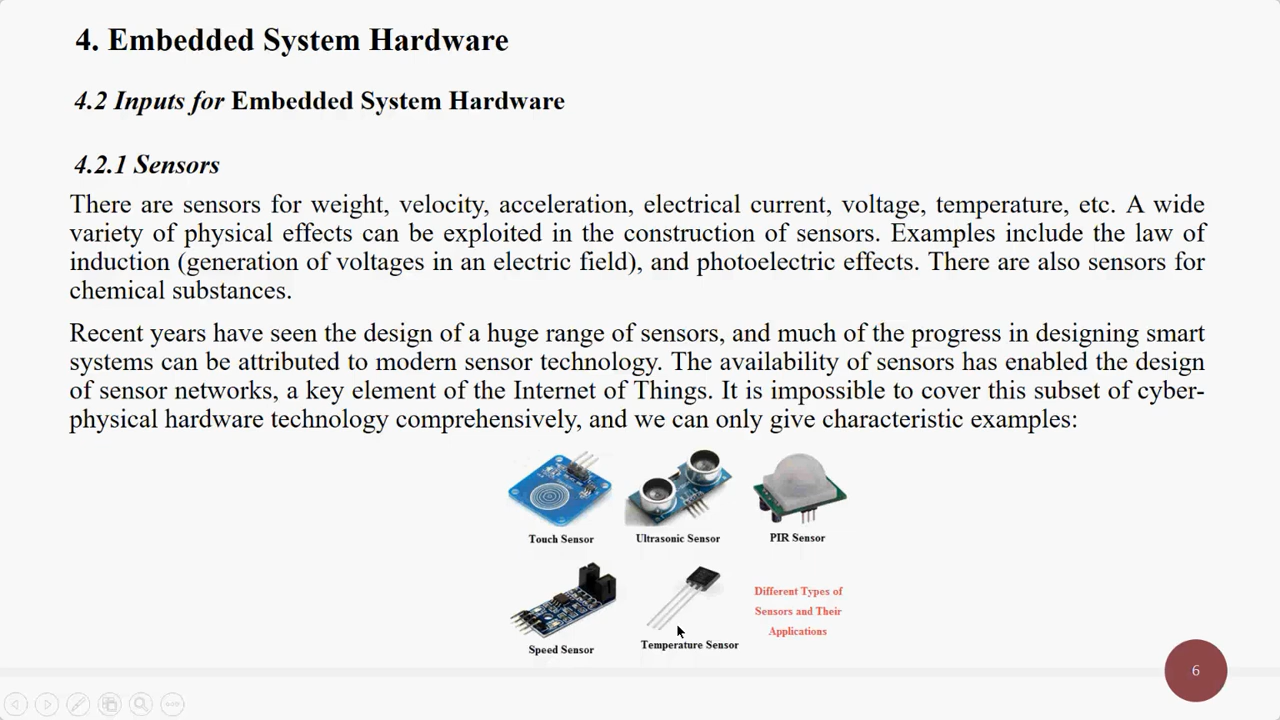 4. Embedded System Hardware
4.2 Inputs for Embedded System Hardware
4.2.1 Sensors
There are sensors for weight, velocity, acceleration, electrical current, voltage, temperature, etc. A wide
variety of physical effects can be exploited in the construction of sensors. Examples include the law of
induction (generation of voltages in an electric field), and photoelectric effects. There are also sensors for
chemical substances.
Recent years have seen the design of a huge range of sensors, and much of the progress in designing smart
systems can be attributed to modern sensor technology. The availability of sensors has enabled the design
of sensor networks, a key element of the Internet of Things. It is impossible to cover this subset of cyber-
physical hardware technology comprehensively, and we can only give characteristic examples:
Touch Sensor
Ultrasonic Sensor
PIR Sensor
Speed Sensor
Temperature Sensor
Different Types of
Sensors and Their
Applications
6